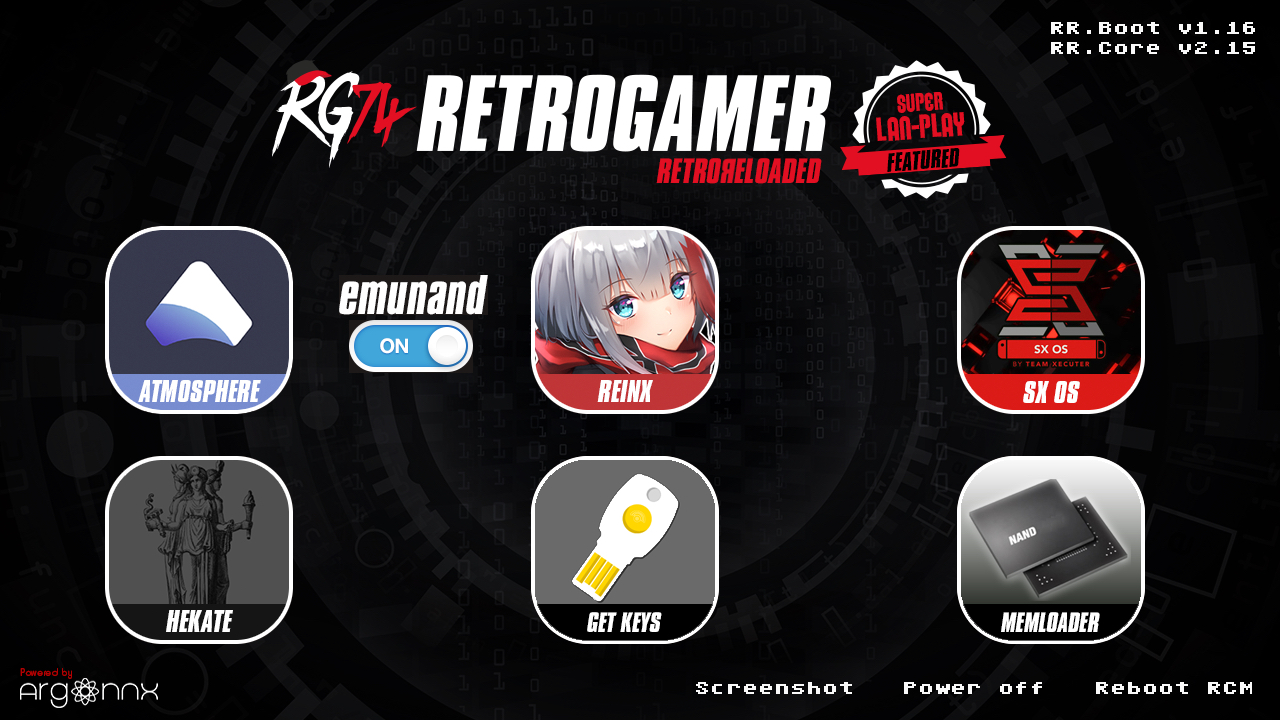 RR.Boot v1.16
RR.Core v2.15
RG74 RETROGAMER
RETRORELOADED
SUPER
LAN-PLAY
FEATURED
emunand
ON
SX OS
BY TEAM XECUTER
ATMOSPHERE
REINX
SX OS
NAND
HEKATE
GET KEYS
MEMLOADER
Powered by
Argonnx
Screenshot
Power off
Reboot RCM